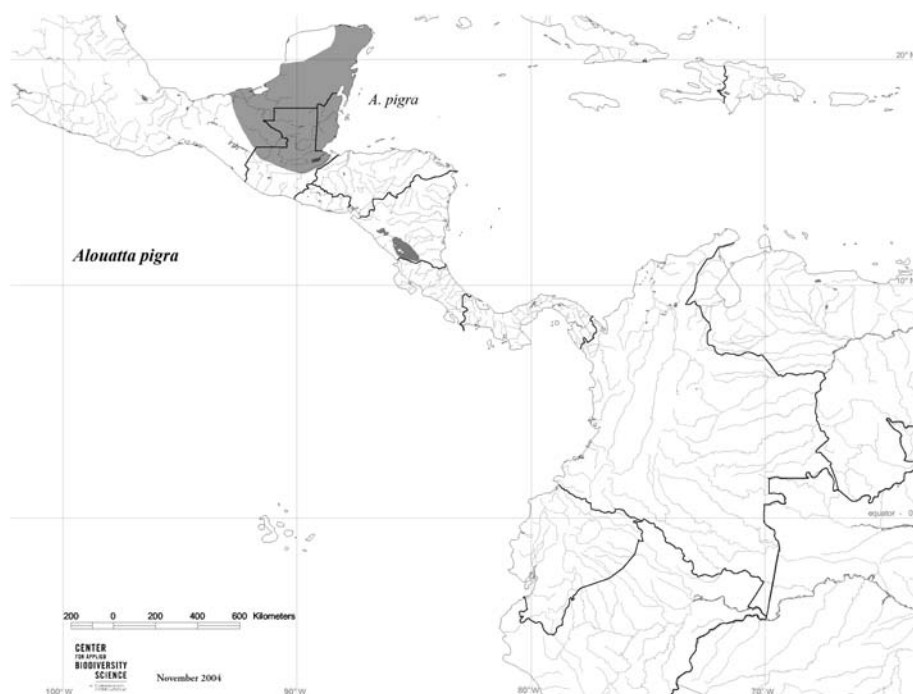 20° N
A. pigra
Alouatta pigra
10° N
equator - 0
200 0 200 400 600 Kilometers
CENTER
FOR APPLIED
BIODIVERSITY
SCIENCE
November 2004
100° W 90° W 80° W 70° W